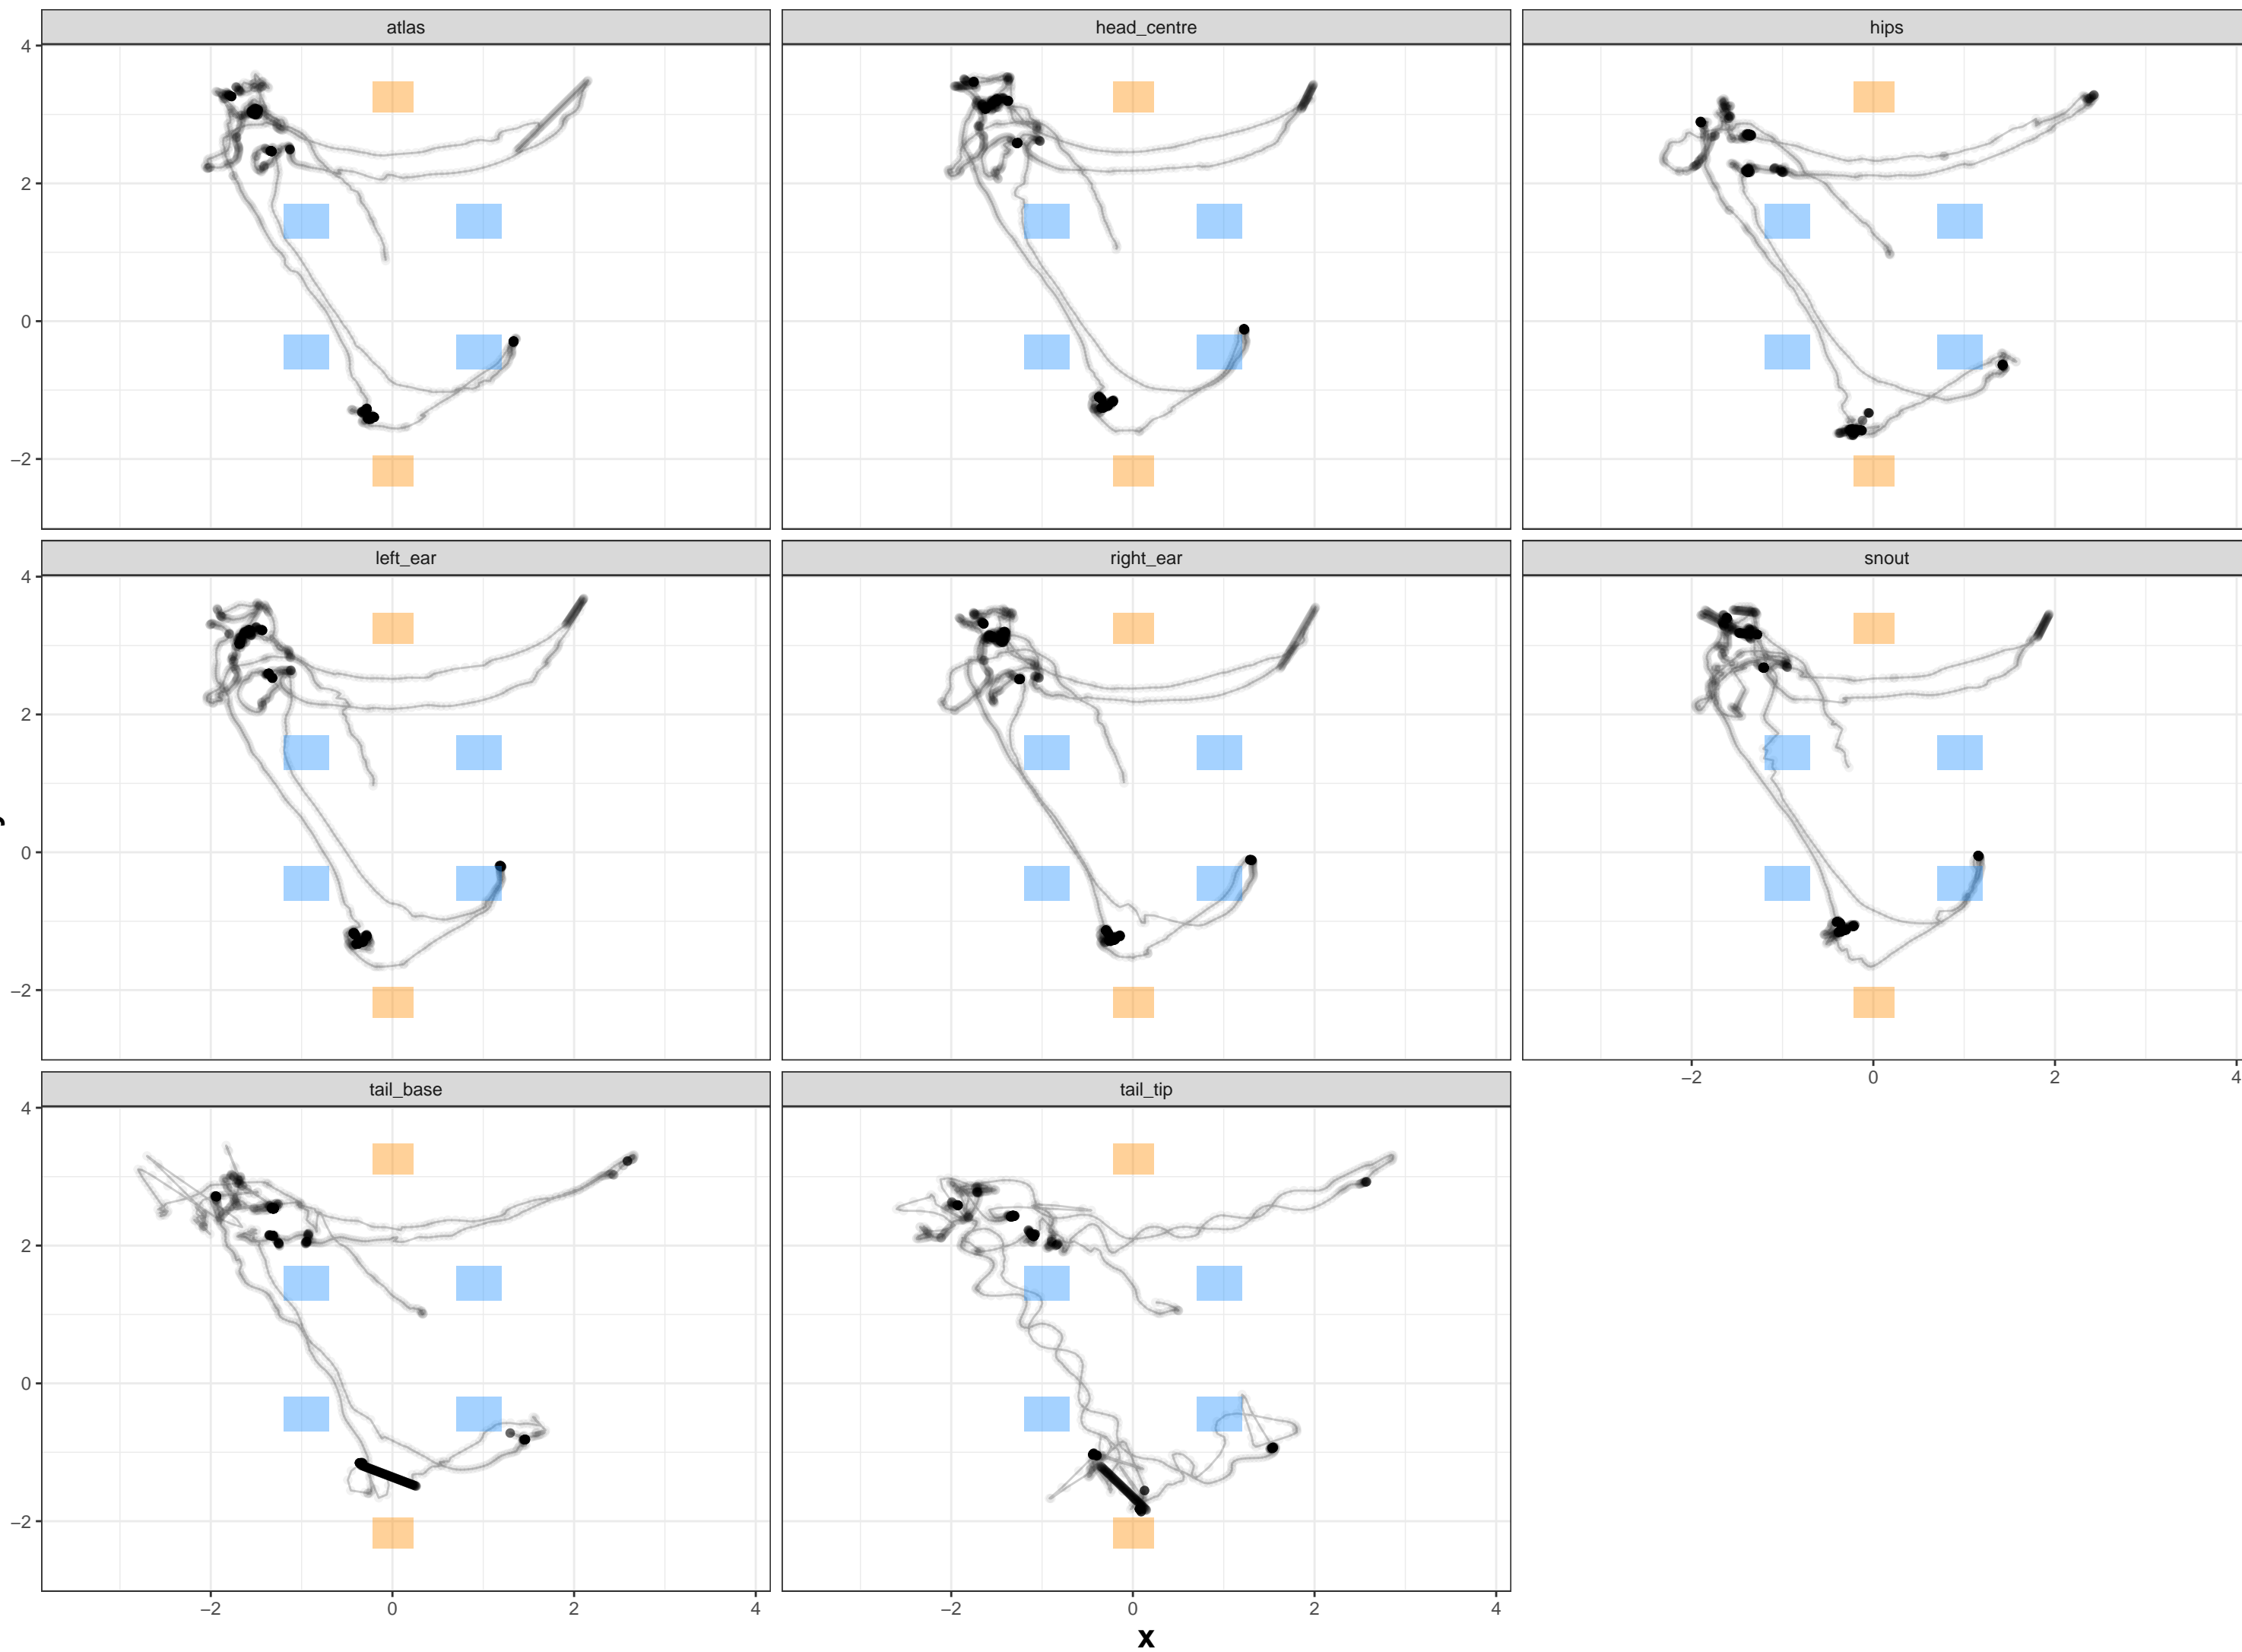 atlas head_centre hips
4
2
0
−2
left_ear right_ear snout
4
2
0
−2
−2 0 2 4
tail_base tail_tip
4
2
0
−2
−2 0 2 4 −2 0 2 4
x